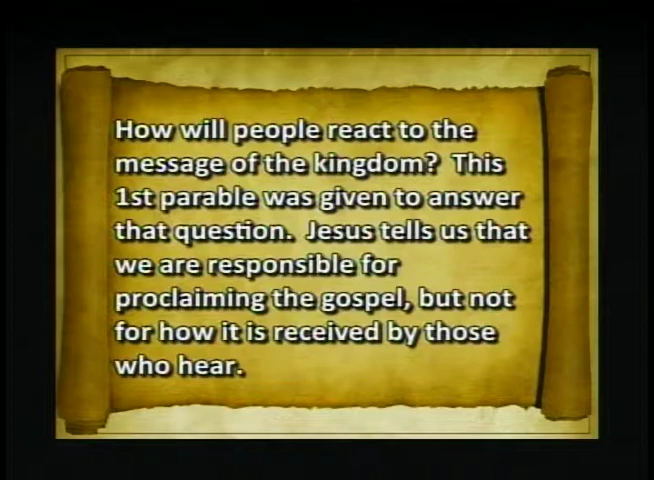 How will people react to the
message of the kingdom?  This
1st parable was given to answer
that question.  Jesus tells us that
we are responsible for
proclaiming the gospel, but not
for how it is received by those
who hear.